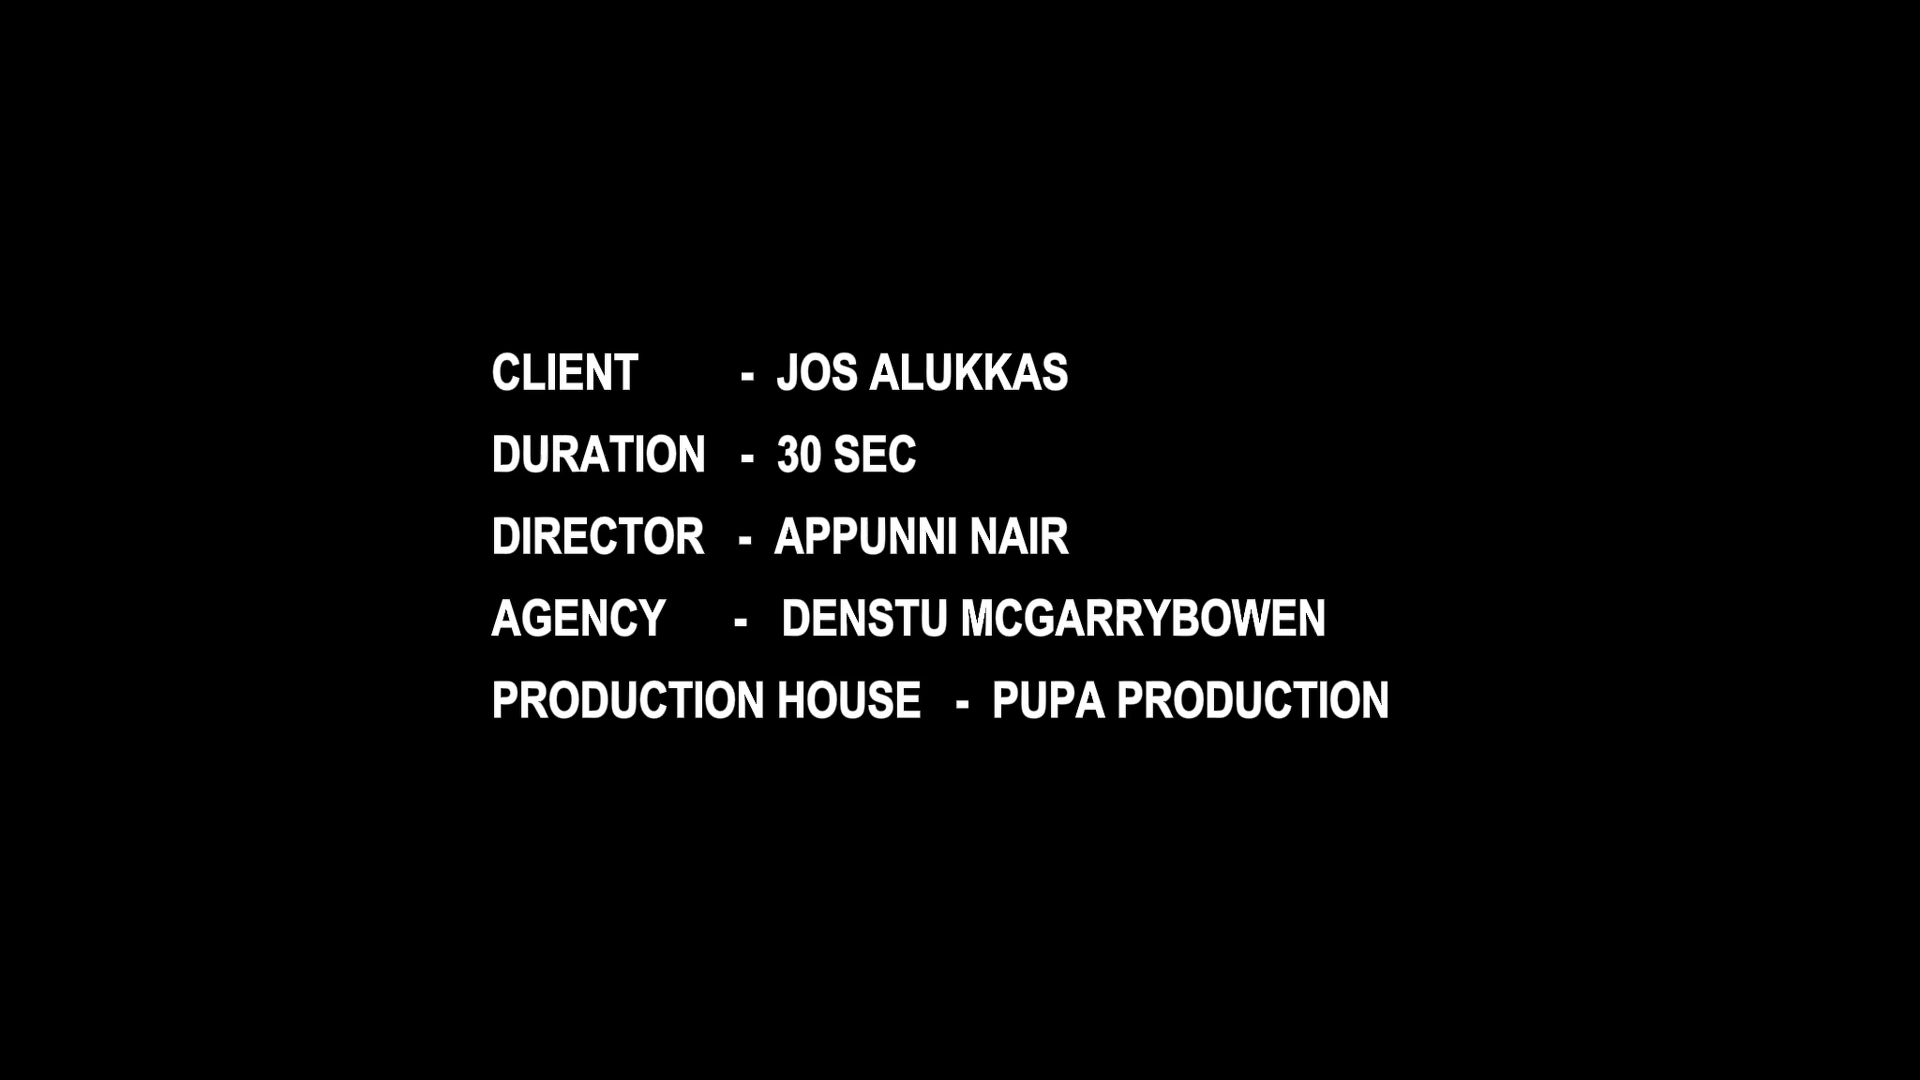 CLIENT - JOS ALUKKAS
DURATION - 30 SEC
DIRECTOR - APPUNNI NAIR
AGENCY - DENSTU MCGARRYBOWEN
PRODUCTION HOUSE - PUPA PRODUCTION